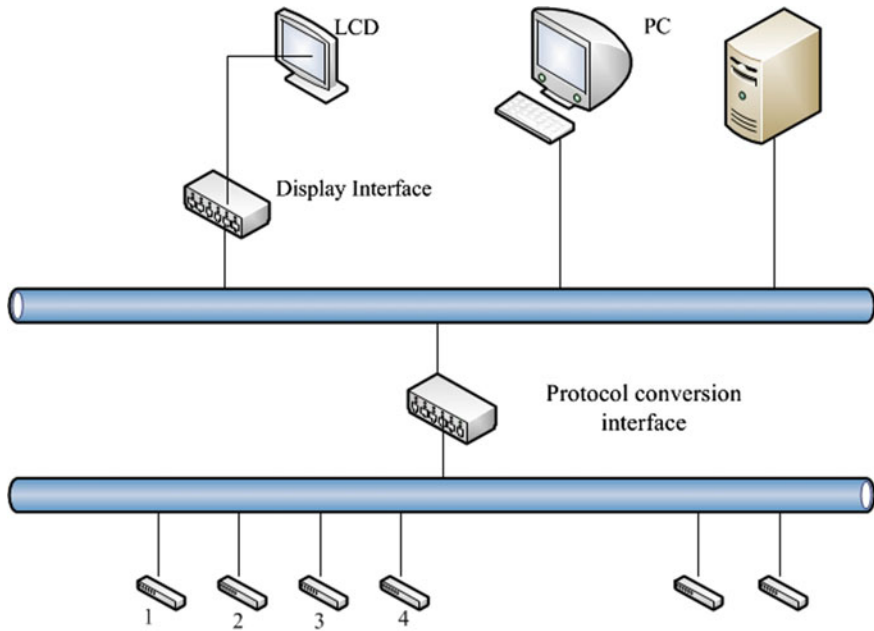 LCD
PC
Display Interface
Protocol conversion
interface
1
2
3
4